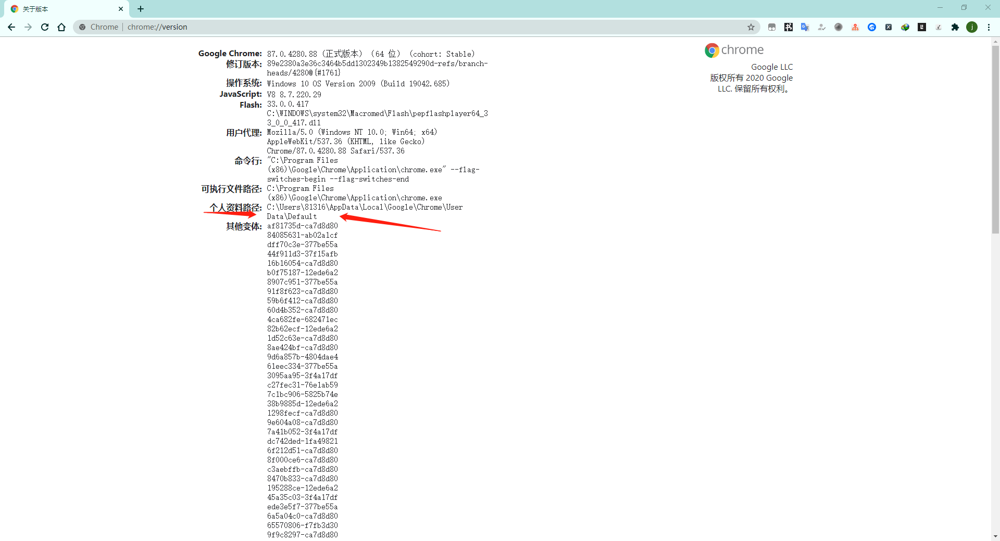 关于版本
Chrome | chrome://version
Google Chrome: 87.0.4280.88 (正式版本) (64 位) (cohort: Stable)
修订版本: 89e2380a3e36c3464b5dd1302349b1382549290d-refs/branch-
heads/4280@{#1761}
操作系统: Windows 10 OS Version 2009 (Build 19042.685)
JavaScript: V8 8.7.220.29
Flash: 33.0.0.417
C:\WINDOWS\system32\Macromed\Flash\pepflashplayer64_3
3_0_0_417.dll
用户代理: Mozilla/5.0 (Windows NT 10.0; Win64; x64)
AppleWebKit/537.36 (KHTML, like Gecko)
Chrome/87.0.4280.88 Safari/537.36
命令行: "C:\Program Files
(x86)\Google\Chrome\Application\chrome.exe" --flag-
switches-begin --flag-switches-end
可执行文件路径: C:\Program Files
(x86)\Google\Chrome\Application\chrome.exe
个人资料路径: C:\Users\81316\AppData\Local\Google\Chrome\User
Data\Default
其他变体: af81735d-ca7d8d80
84085631-ab02a1cf
dff70c3e-377be55a
44f911d3-37f15afb
16b16054-ca7d8d80
b0f75187-12ede6a2
8907c951-377be55a
91f8f623-ca7d8d80
59b6f412-ca7d8d80
60d4b352-ca7d8d80
4ca682fe-682471ec
82b62ecf-12ede6a2
1d52c63e-ca7d8d80
8ae424bf-ca7d8d80
9d6a857b-4804dae4
61eec334-377be55a
3095aa95-3f4a17df
c27fec31-76e1ab59
7c1bc906-5825b74e
38b9885d-12ede6a2
1298fecf-ca7d8d80
9e604a08-ca7d8d80
7a41b052-3f4a17df
dc742ded-1fa49821
6f212d51-ca7d8d80
8f000ce6-ca7d8d80
c3aebffb-ca7d8d80
8470b833-ca7d8d80
195288ce-12ede6a2
45a35c03-3f4a17df
ede3e5f7-377be55a
6a5a04c0-ca7d8d80
65570806-f7fb3d30
9f9c8297-ca7d8d80
chrome
Google LLC
版权所有 2020 Google
LLC. 保留所有权利。
j